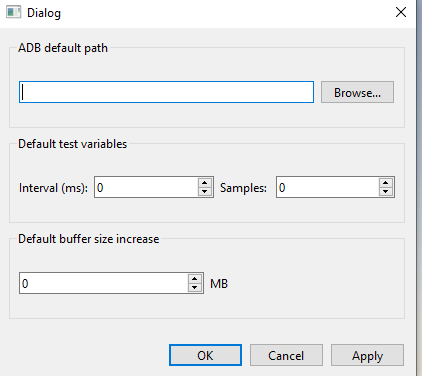 Dialog
ADB default path
Browse...
Default test variables
Interval (ms): 0 Samples: 0
Default buffer size increase
0 MB
OK Cancel Apply